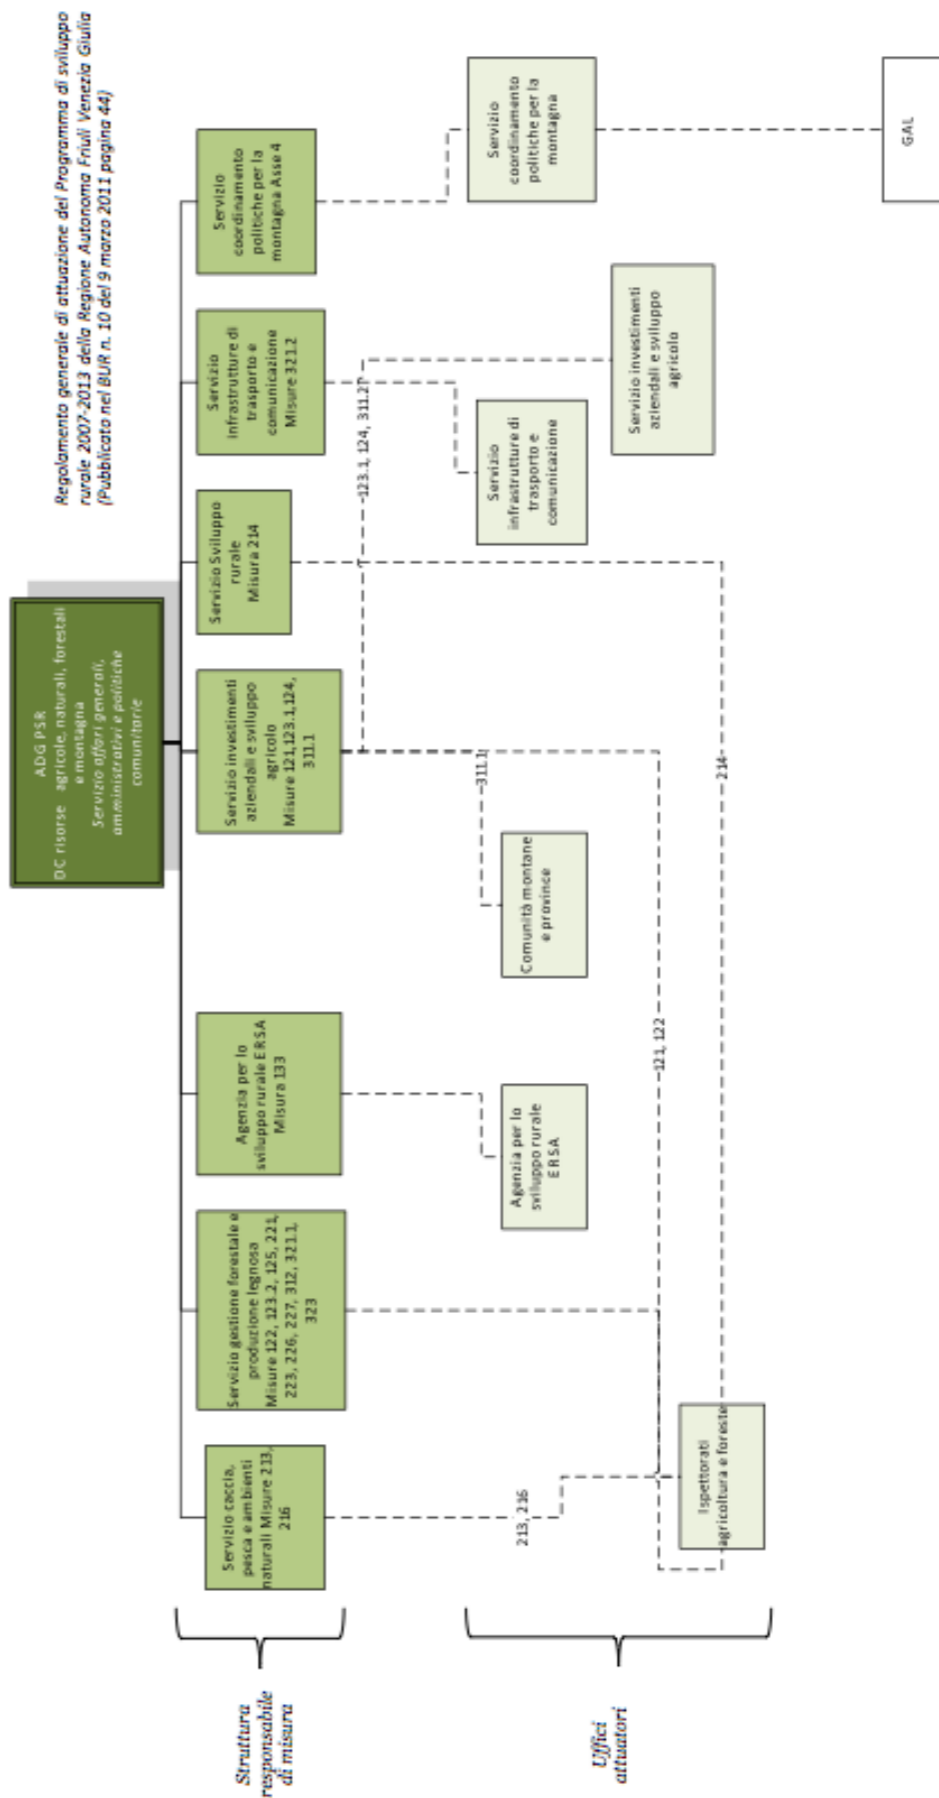 Regolamento generale di attuazione del Programma di sviluppo
rurale 2007-2013 della Regione Autonoma Friuli Venezia Giulia
(Pubblicato nel BUR n. 10 del 9 marzo 2011 pagina 44)
ADG PSR
DC risorse agricole, naturali, forestali
e montagna
Servizio affari generali,
amministrativi e politiche
comunitarie
Struttura
responsabile
di misura
Servizio caccia,
pesca e ambienti
naturali Misure 213,
216
Servizio gestione forestale e
produzione legnosa
Misure 122, 123.2, 125, 221,
223, 226, 227, 312, 321.1,
323
Agenzia per lo
sviluppo rurale ERSA
Misura 133
Servizio investimenti
aziendali e sviluppo
agricolo
Misure 121,123.1,124,
311.1
Servizio Sviluppo
rurale
Misura 214
Servizio
infrastrutture di
trasporto e
comunicazione
Misure 321.2
Servizio
coordinamento
politiche per la
montagna Asse 4
123.1, 124, 311.2
311.1
213, 216
121, 122
214
Uffici
attuatori
Ispettorati
agricoltura e foreste
Agenzia per lo
sviluppo rurale
ERSA
Comunità montane
e province
Servizio
infrastrutture di
trasporto e
comunicazione
Servizio investimenti
aziendali e sviluppo
agricolo
Servizio
coordinamento
politiche per la
montagna
GAL